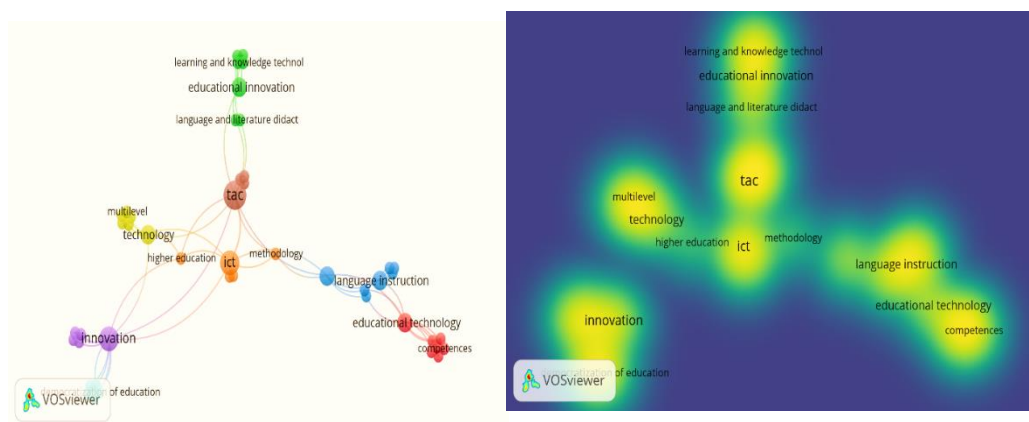 learning and knowledge technol
educational innovation
language and literature didact
tac
multilevel
technology
higher education
ict
methodology
language instruction
educational technology
competences
innovation
of education
VOSviewer
learning and knowledge technol
educational innovation
language and literature didact
tac
multilevel
technology
higher education
ict
methodology
language instruction
educational technology
competences
innovation
of education
VOSviewer